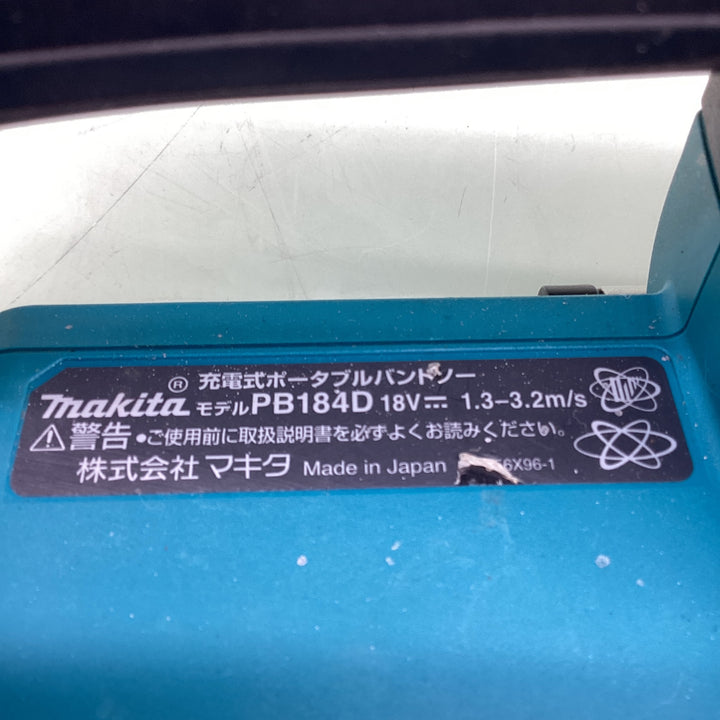 ® 充電式ポータブルバンドソー
makita モデル PB184D 18V⎓ 1.3–3.2m/s
⚠警告 •ご使用前に取扱説明書を必ずよくお読みください。
株式会社 マキタ Made in Japan 6X96-1